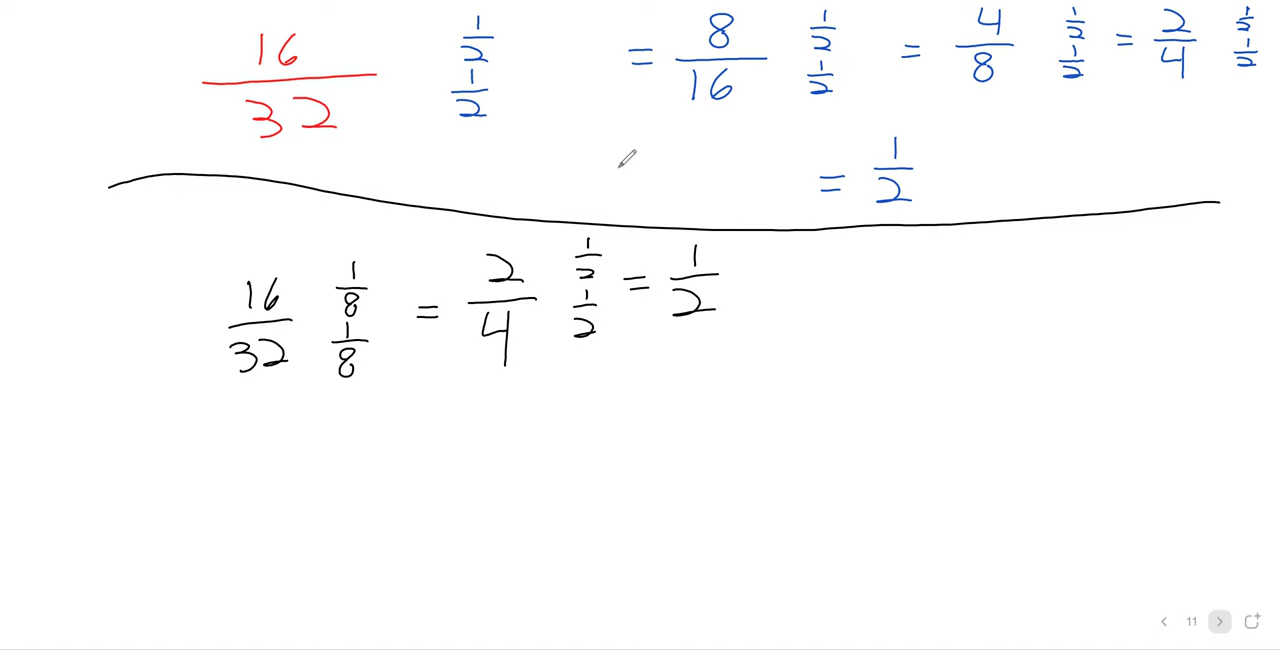 16/32 (1/2)/(1/2) = 8/16 (1/2)/(1/2) = 4/8 (1/2)/(1/2) = 2/4 (1/2)/(1/2)
= 1/2
16/32 (1/8)/(1/8) = 2/4 (1/2)/(1/2) = 1/2
11